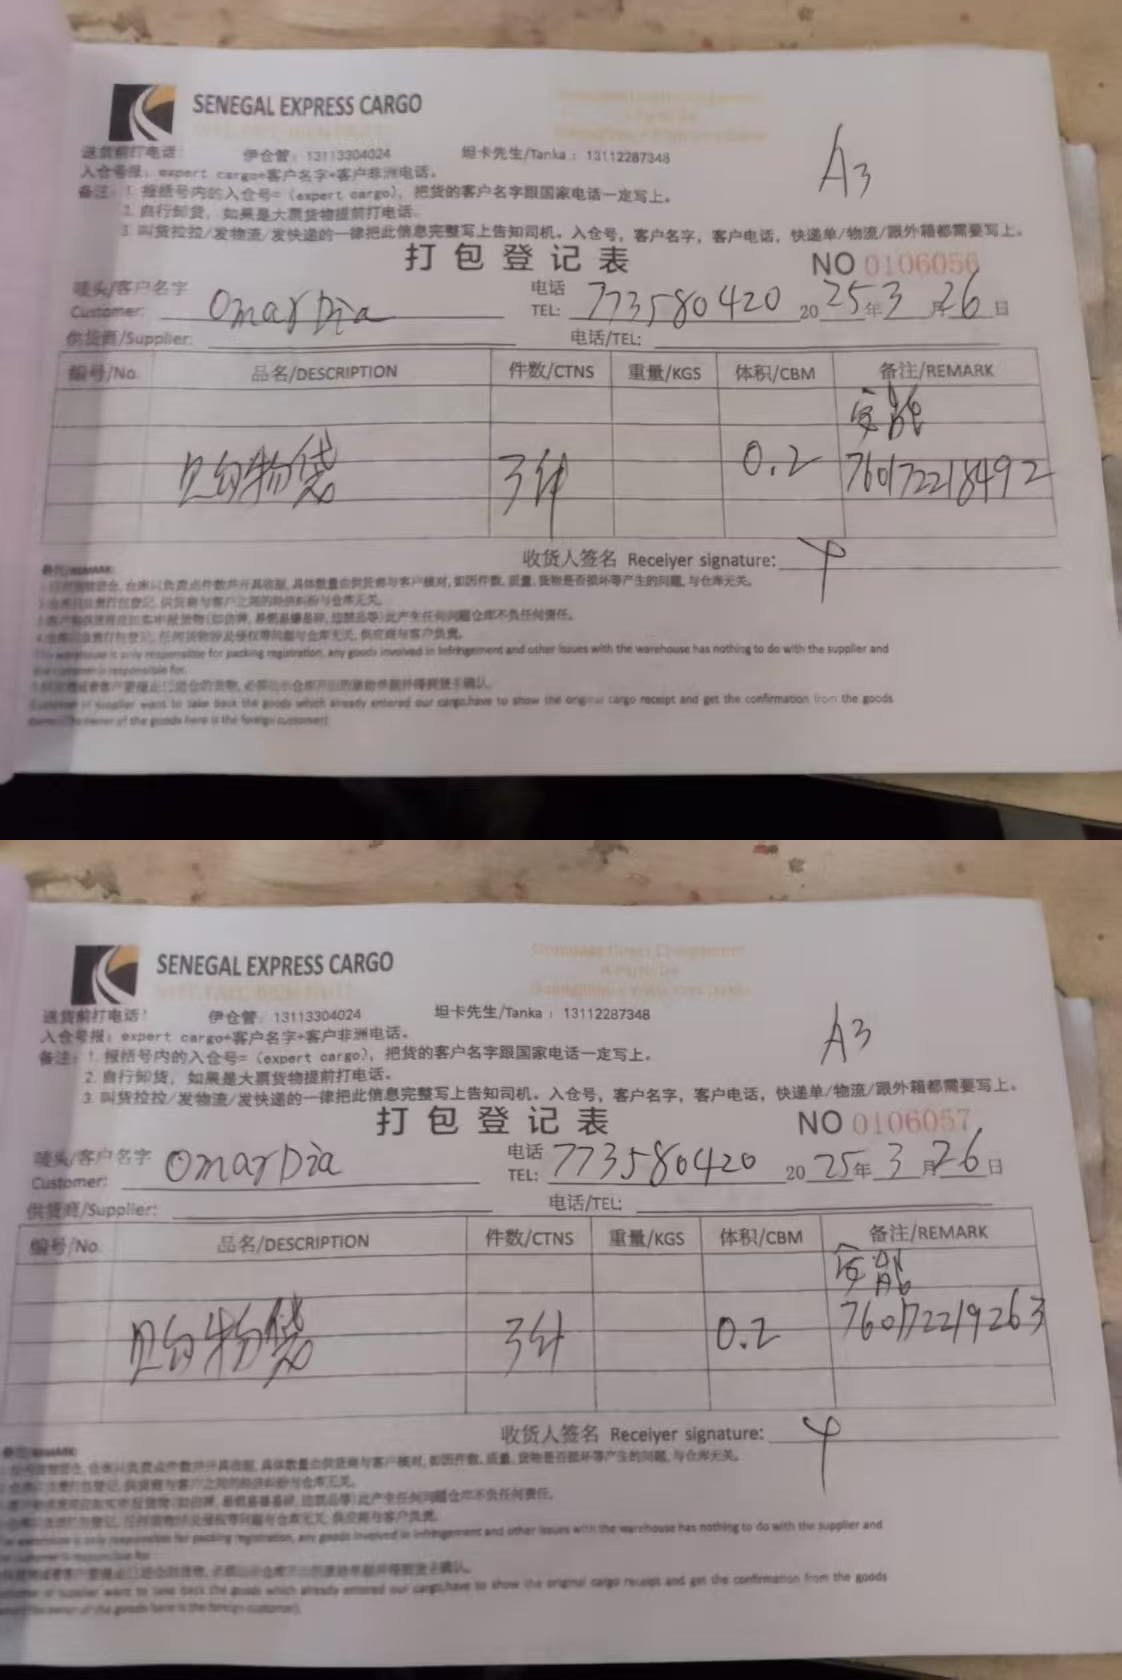 SENEGAL EXPRESS CARGO
A3
送货前打电话! 伊仓管: 13113304024 坦卡先生/Tanka : 13112287348
入仓号报: expert cargo+客户名字+客户非洲电话。
备注: 1. 报括号内的入仓号=（expert cargo），把货的客户名字跟国家电话一定写上。
2. 自行卸货，如果是大票货物提前打电话。
3. 叫货拉拉/发物流/发快递的一律把此信息完整写上告知司机。入仓号，客户名字，客户电话，快递单/物流/跟外箱都需要写上。
打包登记表 NO 0106056
唛头/客户名字 Omar Dia 电话 773580420 2025年3月26日
Customer: TEL:
供货商/Supplier: 电话/TEL:
编号/No. 品名/DESCRIPTION 件数/CTNS 重量/KGS 体积/CBM 备注/REMARK
购物袋 3件 0.2 760172218492
收货人签名 Receiyer signature:
备注/REMARK:
The warehouse is only responsible for packing registration, any goods involved in infringement and other issues with the warehouse has nothing to do with the supplier and
the customer is responsible for.
Customer or supplier want to take back the goods which already entered our cargo,have to show the original cargo receipt and get the confirmation from the goods
owner(The owner of the goods here is the foreign customer)
SENEGAL EXPRESS CARGO
A3
送货前打电话! 伊仓管: 13113304024 坦卡先生/Tanka : 13112287348
入仓号报: expert cargo+客户名字+客户非洲电话。
备注: 1. 报括号内的入仓号=（expert cargo），把货的客户名字跟国家电话一定写上。
2. 自行卸货，如果是大票货物提前打电话。
3. 叫货拉拉/发物流/发快递的一律把此信息完整写上告知司机。入仓号，客户名字，客户电话，快递单/物流/跟外箱都需要写上。
打包登记表 NO 0106057
唛头/客户名字 Omar Dia 电话 773580420 2025年3月26日
Customer: TEL:
供货商/Supplier: 电话/TEL:
编号/No. 品名/DESCRIPTION 件数/CTNS 重量/KGS 体积/CBM 备注/REMARK
购物袋 3件 0.2 760172219263
收货人签名 Receiyer signature:
The warehouse is only responsible for packing registration, any goods involved in infringement and other issues with the warehouse has nothing to do with the supplier and
the customer is responsible for
Customer or supplier want to take back the goods which already entered our cargo,have to show the original cargo receipt and get the confirmation from the goods
owner(The owner of the goods here is the foreign customer).